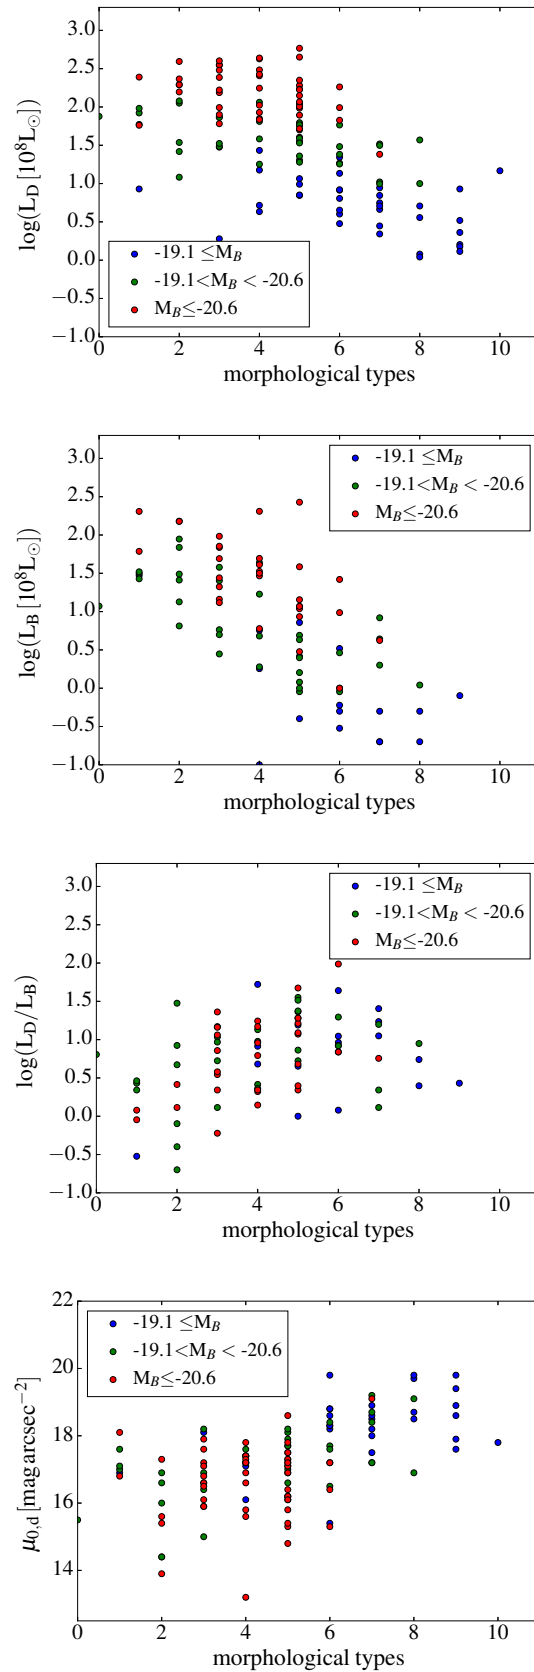 3.0
2.5
2.0
1.5
1.0
0.5
0.0
−0.5
−1.0
log(L_D [10^8L_⊙])
-19.1 ≤M_B
-19.1<M_B < -20.6
M_B≤-20.6
0 2 4 6 8 10
morphological types
3.0
2.5
2.0
1.5
1.0
0.5
0.0
−0.5
−1.0
log(L_B [10^8L_⊙])
-19.1 ≤M_B
-19.1<M_B < -20.6
M_B≤-20.6
0 2 4 6 8 10
morphological types
3.0
2.5
2.0
1.5
1.0
0.5
0.0
−0.5
−1.0
log(L_D/L_B)
-19.1 ≤M_B
-19.1<M_B < -20.6
M_B≤-20.6
0 2 4 6 8 10
morphological types
22
20
18
16
14
μ_{0,d} [magarcsec^{−2}]
-19.1 ≤M_B
-19.1<M_B < -20.6
M_B≤-20.6
0 2 4 6 8 10
morphological types